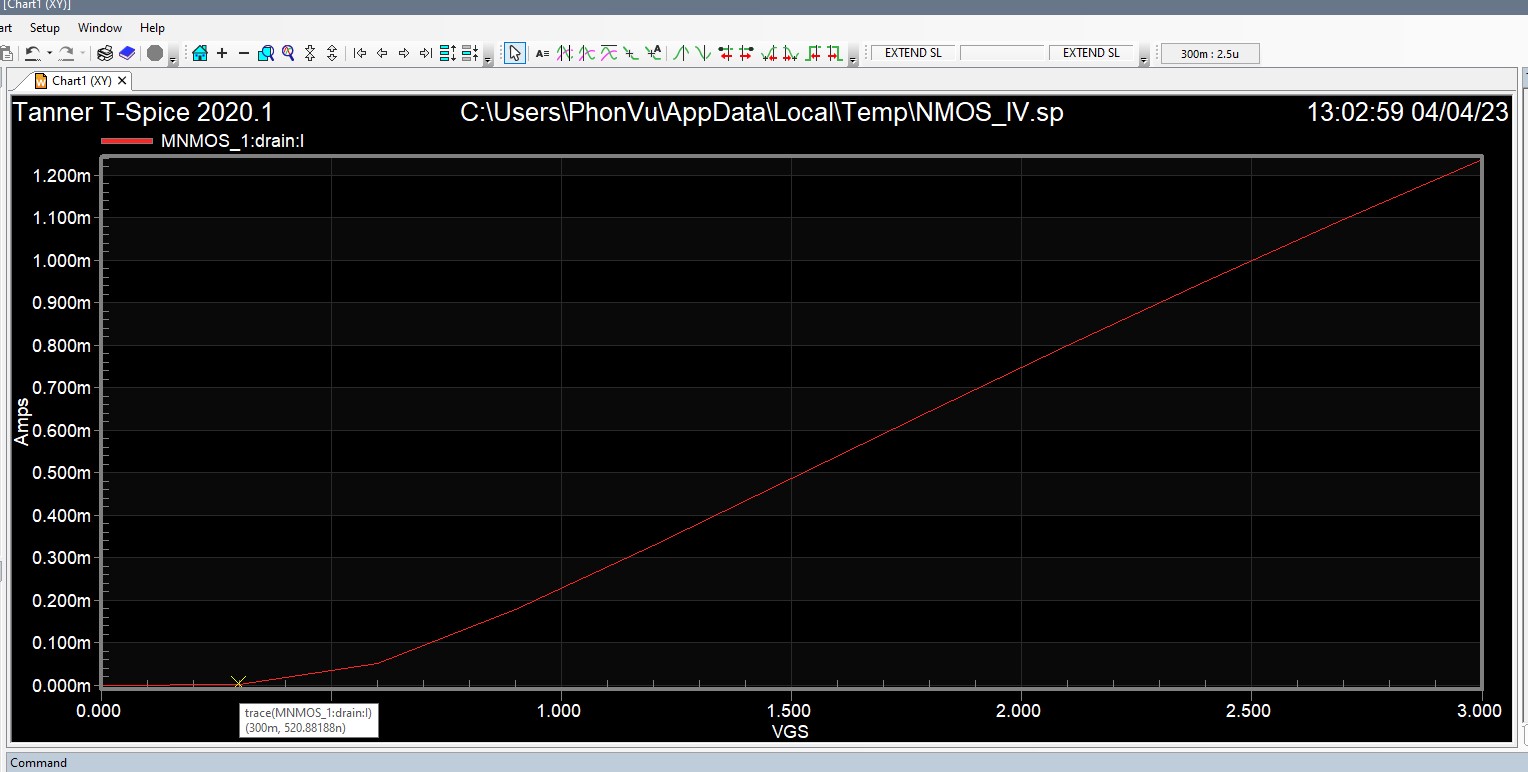 [Chart1 (XY)]
Setup Window Help
A≡ A EXTEND SL EXTEND SL 300m : 2.5u
W Chart1 (XY) ✕
Tanner T-Spice 2020.1 C:\Users\PhonVu\AppData\Local\Temp\NMOS_IV.sp 13:02:59 04/04/23
MNMOS_1:drain:I
1.200m
1.100m
1.000m
0.900m
0.800m
0.700m
0.600m
0.500m
0.400m
0.300m
0.200m
0.100m
0.000m
Amps
0.000 1.000 1.500 2.000 2.500 3.000
trace(MNMOS_1:drain:I)
(300m, 520.88188n)
VGS
Command